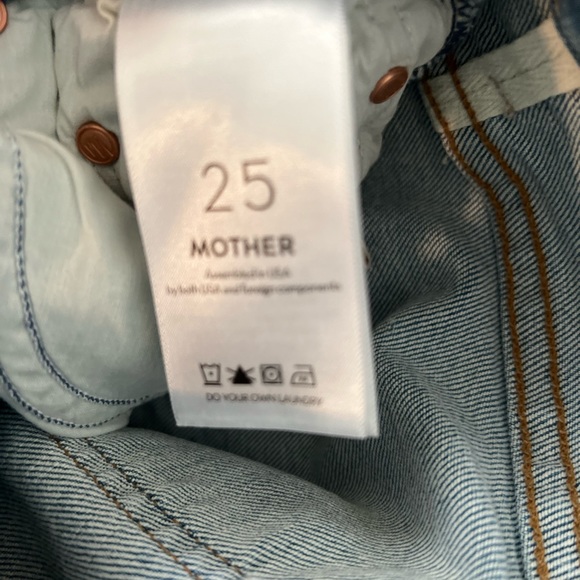 25
MOTHER
Assembled in USA
by both USA and foreign components
DO YOUR OWN LAUNDRY